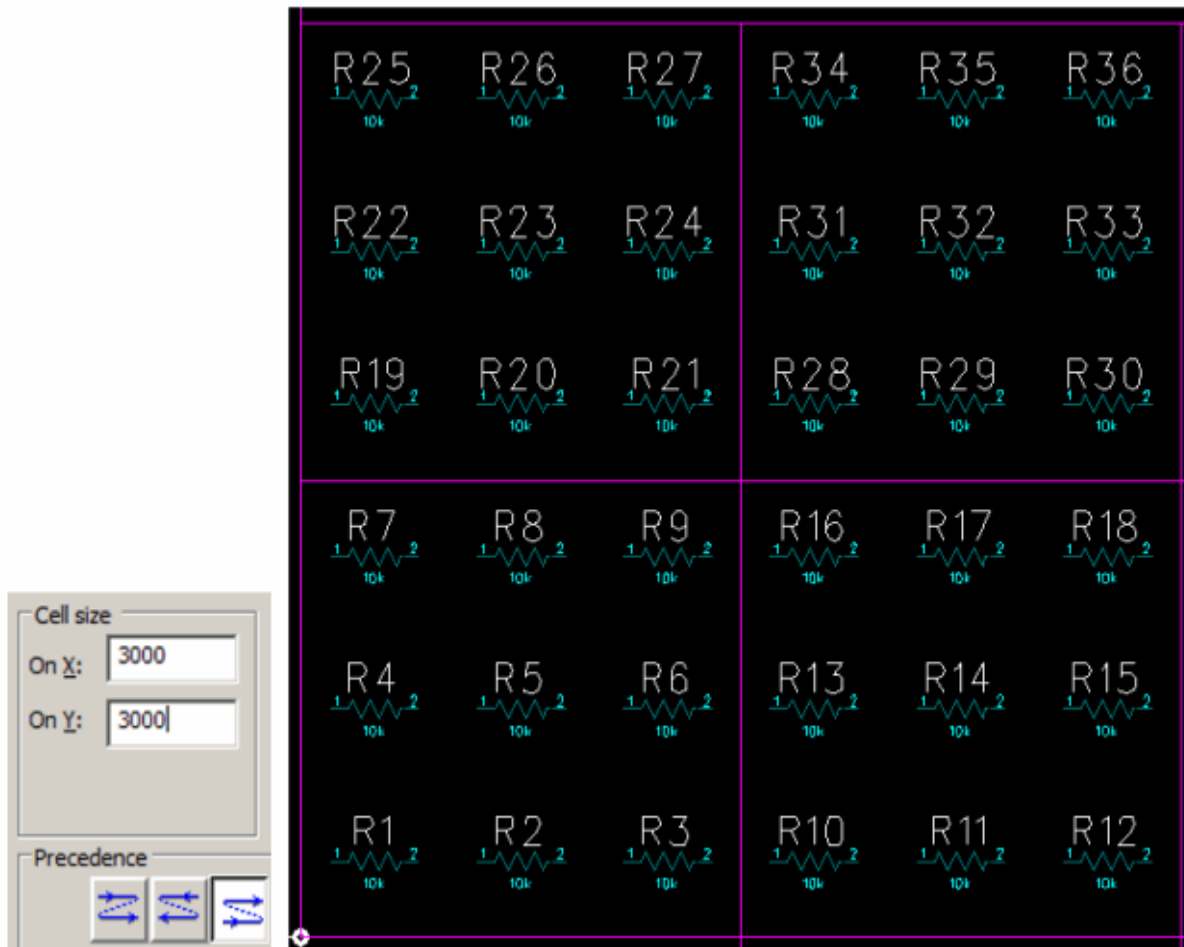 Cell size
On X: 3000
On Y: 3000
Precedence
R25 R26 R27 R34 R35 R36
1 2 1 2 1 2 1 2 1 2 1 2
10k 10k 10k 10k 10k 10k
R22 R23 R24 R31 R32 R33
1 2 1 2 1 2 1 2 1 2 1 2
10k 10k 10k 10k 10k 10k
R19 R20 R21 R28 R29 R30
1 2 1 2 1 2 1 2 1 2 1 2
10k 10k 10k 10k 10k 10k
R7 R8 R9 R16 R17 R18
1 2 1 2 1 2 1 2 1 2 1 2
10k 10k 10k 10k 10k 10k
R4 R5 R6 R13 R14 R15
1 2 1 2 1 2 1 2 1 2 1 2
10k 10k 10k 10k 10k 10k
R1 R2 R3 R10 R11 R12
1 2 1 2 1 2 1 2 1 2 1 2
10k 10k 10k 10k 10k 10k